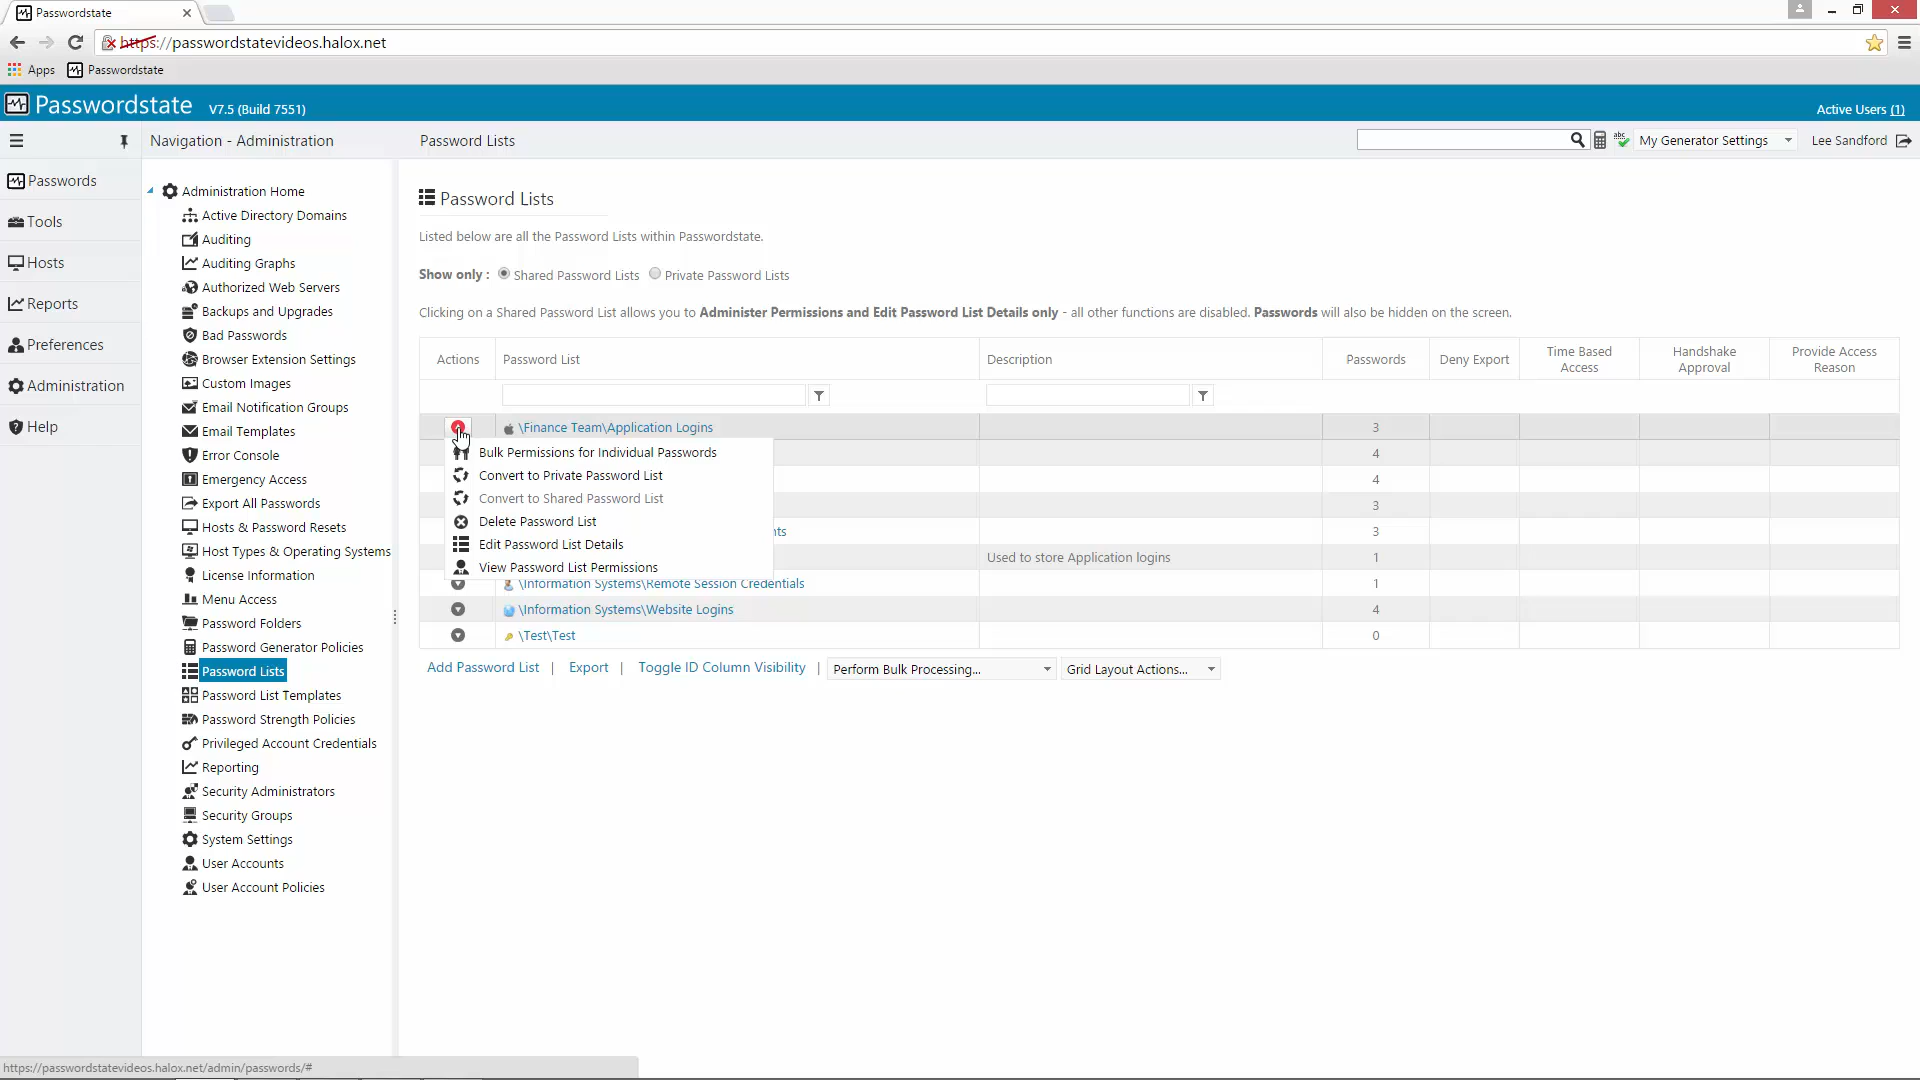 Passwordstate
https://passwordstatevideos.halox.net
Apps Passwordstate
Passwordstate V7.5 (Build 7551) Active Users (1)
Navigation - Administration Password Lists My Generator Settings Lee Sandford
Passwords
Tools
Hosts
Reports
Preferences
Administration
Help
Administration Home
Active Directory Domains
Auditing
Auditing Graphs
Authorized Web Servers
Backups and Upgrades
Bad Passwords
Browser Extension Settings
Custom Images
Email Notification Groups
Email Templates
Error Console
Emergency Access
Export All Passwords
Hosts & Password Resets
Host Types & Operating Systems
License Information
Menu Access
Password Folders
Password Generator Policies
Password Lists
Password List Templates
Password Strength Policies
Privileged Account Credentials
Reporting
Security Administrators
Security Groups
System Settings
User Accounts
User Account Policies
Password Lists
Listed below are all the Password Lists within Passwordstate.
Show only : Shared Password Lists Private Password Lists
Clicking on a Shared Password List allows you to Administer Permissions and Edit Password List Details only - all other functions are disabled. Passwords will also be hidden on the screen.
Actions Password List Description Passwords Deny Export Time Based Access Handshake Approval Provide Access Reason
\Finance Team\Application Logins 3
Bulk Permissions for Individual Passwords 4
Convert to Private Password List 4
Convert to Shared Password List 3
Delete Password List nts 3
Edit Password List Details Used to store Application logins 1
View Password List Permissions
\Information Systems\Remote Session Credentials 1
\Information Systems\Website Logins 4
\Test\Test 0
Add Password List | Export | Toggle ID Column Visibility | Perform Bulk Processing... Grid Layout Actions...
https://passwordstatevideos.halox.net/admin/passwords/#